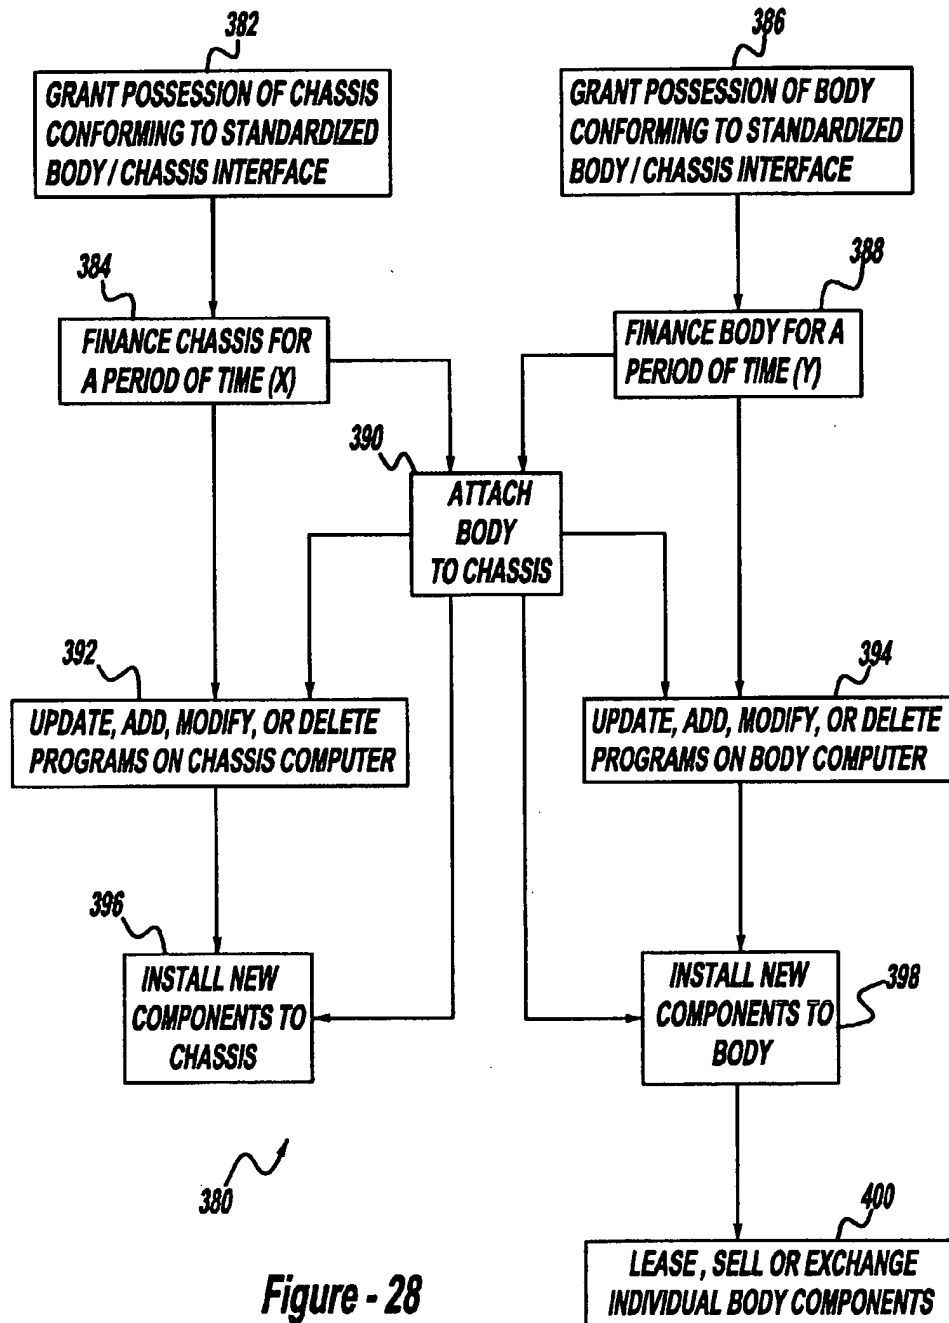 382
386
GRANT POSSESSION OF CHASSIS
CONFORMING TO STANDARDIZED
BODY / CHASSIS INTERFACE
GRANT POSSESSION OF BODY
CONFORMING TO STANDARDIZED
BODY / CHASSIS INTERFACE
384
388
FINANCE CHASSIS FOR
A PERIOD OF TIME (X)
FINANCE BODY FOR A
PERIOD OF TIME (Y)
390
ATTACH
BODY
TO CHASSIS
392
394
UPDATE, ADD, MODIFY, OR DELETE
PROGRAMS ON CHASSIS COMPUTER
UPDATE, ADD, MODIFY, OR DELETE
PROGRAMS ON BODY COMPUTER
396
INSTALL NEW
COMPONENTS TO
CHASSIS
INSTALL NEW
COMPONENTS TO
BODY
398
380
400
LEASE , SELL OR EXCHANGE
INDIVIDUAL BODY COMPONENTS
Figure - 28